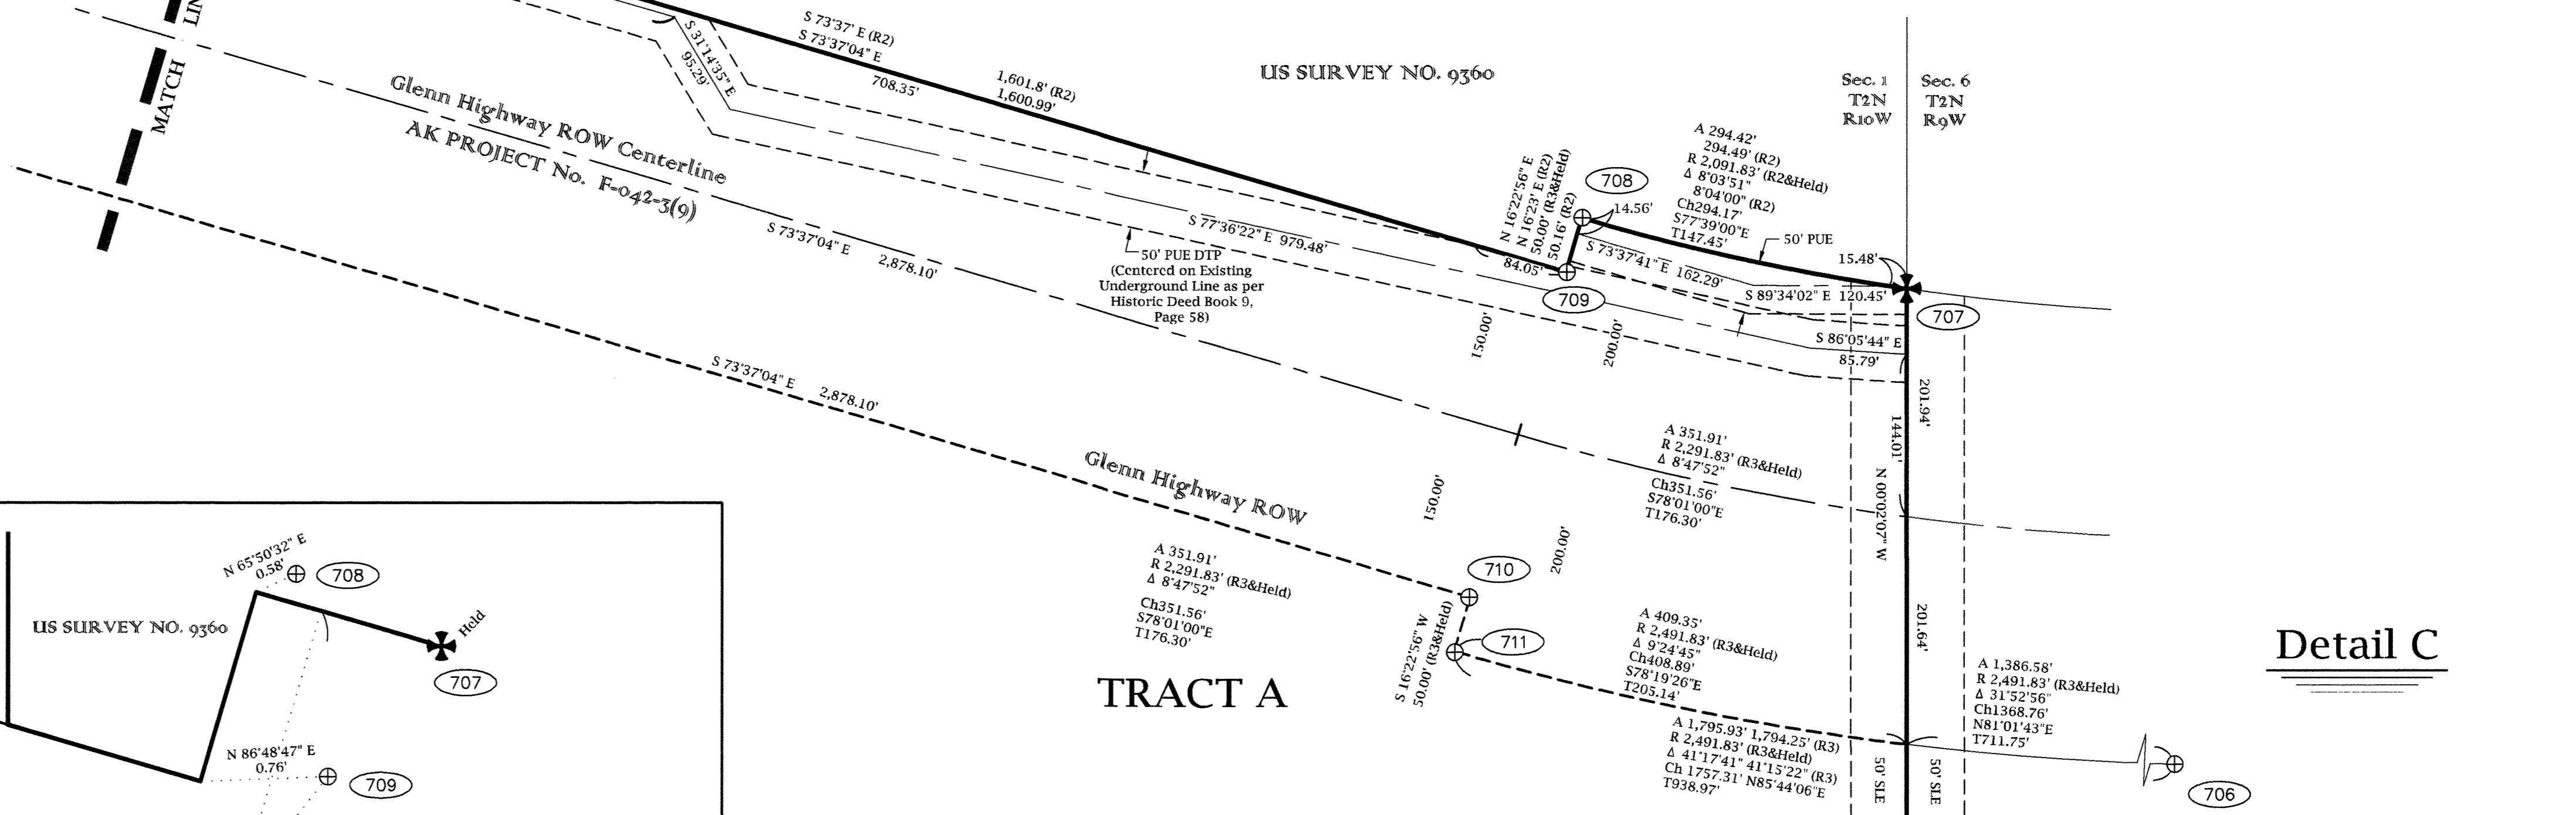 MATCH
S 73°37' E (R2)
S 73°37'04" E
708.35'
1,601.8' (R2)
1,600.99'
S 31°14'35" E
95.29'
Glenn Highway ROW Centerline
AK PROJECT No. F-042-3(9)
S 73°37'04" E 2,878.10'
US SURVEY NO. 9360
Sec. 1
T2N
R10W
Sec. 6
T2N
R9W
S 77°36'22" E 979.48'
50' PUE DTP
(Centered on Existing
Underground Line as per
Historic Deed Book 9,
Page 58)
N 16°22'56" E
N 16°23' E (R2)
50.00' (R3&Held)
50.16' (R2)
84.05'
708
14.56'
709
A 294.42'
294.49' (R2)
R 2,091.83' (R2&Held)
Δ 8°03'51"
8°04'00" (R2)
Ch294.17'
S77°39'00"E
T147.45'
50' PUE
15.48'
S 73°37'41" E 162.29'
S 89°34'02" E 120.45'
707
S 86°05'44" E
85.79'
150.00'
200.00'
201.94'
144.01'
N 00°02'07" W
201.64'
S 73°37'04" E 2,878.10'
Glenn Highway ROW
A 351.91'
R 2,291.83' (R3&Held)
Δ 8°47'52"
Ch351.56'
S78°01'00"E
T176.30'
150.00'
200.00'
A 351.91'
R 2,291.83' (R3&Held)
Δ 8°47'52"
Ch351.56'
S78°01'00"E
T176.30'
710
711
S 16°22'56" W
50.00' (R3&Held)
TRACT A
A 409.35'
R 2,491.83' (R3&Held)
Δ 9°24'45"
Ch408.89'
S78°19'26"E
T205.14'
A 1,795.93' 1,794.25' (R3)
R 2,491.83' (R3&Held)
Δ 41°17'41" 41°15'22" (R3)
Ch 1757.31' N85°44'06"E
T938.97'
50' SLE
50' SLE
A 1,386.58'
R 2,491.83' (R3&Held)
Δ 31°52'56"
Ch1368.76'
N81°01'43"E
T711.75'
706
Detail C
N 65°50'32" E
0.58'
708
US SURVEY NO. 9360
Held
707
N 86°48'47" E
0.76'
709